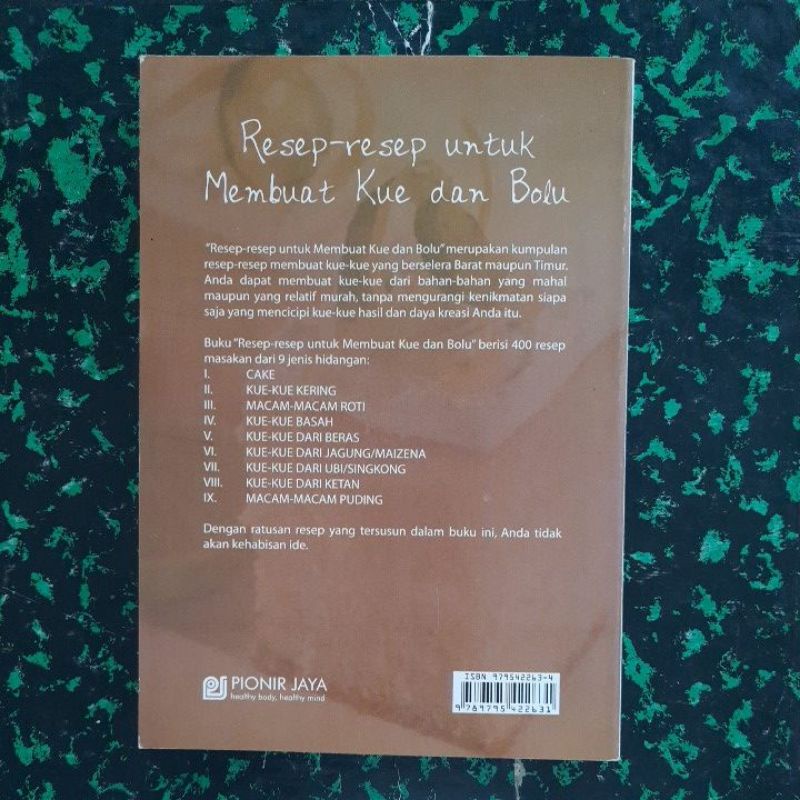 Resep-resep untuk
Membuat Kue dan Bolu
"Resep-resep untuk Membuat Kue dan Bolu" merupakan kumpulan
resep-resep membuat kue-kue yang berselera Barat maupun Timur.
Anda dapat membuat kue-kue dari bahan-bahan yang mahal
maupun yang relatif murah, tanpa mengurangi kenikmatan siapa
saja yang mencicipi kue-kue hasil dan daya kreasi Anda itu.
Buku "Resep-resep untuk Membuat Kue dan Bolu" berisi 400 resep
masakan dari 9 jenis hidangan:
I. CAKE
II. KUE-KUE KERING
III. MACAM-MACAM ROTI
IV. KUE-KUE BASAH
V. KUE-KUE DARI BERAS
VI. KUE-KUE DARI JAGUNG/MAIZENA
VII. KUE-KUE DARI UBI/SINGKONG
VIII. KUE-KUE DARI KETAN
IX. MACAM-MACAM PUDING
Dengan ratusan resep yang tersusun dalam buku ini, Anda tidak
akan kehabisan ide.
PIONIR JAYA
healthy body, healthy mind
ISBN 979542263-4
9 789795 422631